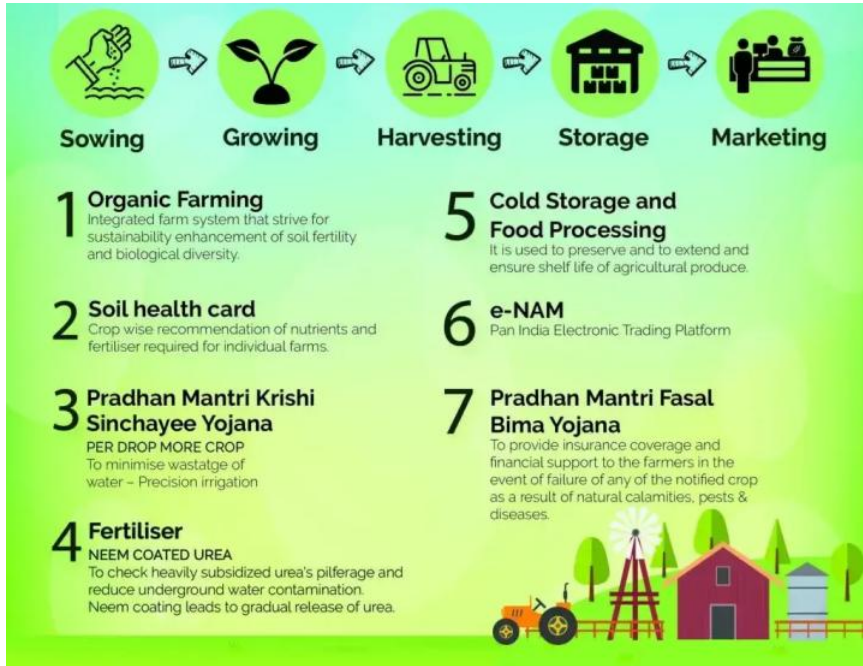 Sowing
Growing
Harvesting
Storage
Marketing
1 Organic Farming
Integrated farm system that strive for
sustainability enhancement of soil fertility
and biological diversity.
2 Soil health card
Crop wise recommendation of nutrients and
fertiliser required for individual farms.
3 Pradhan Mantri Krishi
Sinchayee Yojana
PER DROP MORE CROP
To minimise wastatge of
water – Precision irrigation
4 Fertiliser
NEEM COATED UREA
To check heavily subsidized urea's pilferage and
reduce underground water contamination.
Neem coating leads to gradual release of urea.
5 Cold Storage and
Food Processing
It is used to preserve and to extend and
ensure shelf life of agricultural produce.
6 e-NAM
Pan India Electronic Trading Platform
7 Pradhan Mantri Fasal
Bima Yojana
To provide insurance coverage and
financial support to the farmers in the
event of failure of any of the notified crop
as a result of natural calamities, pests &
diseases.